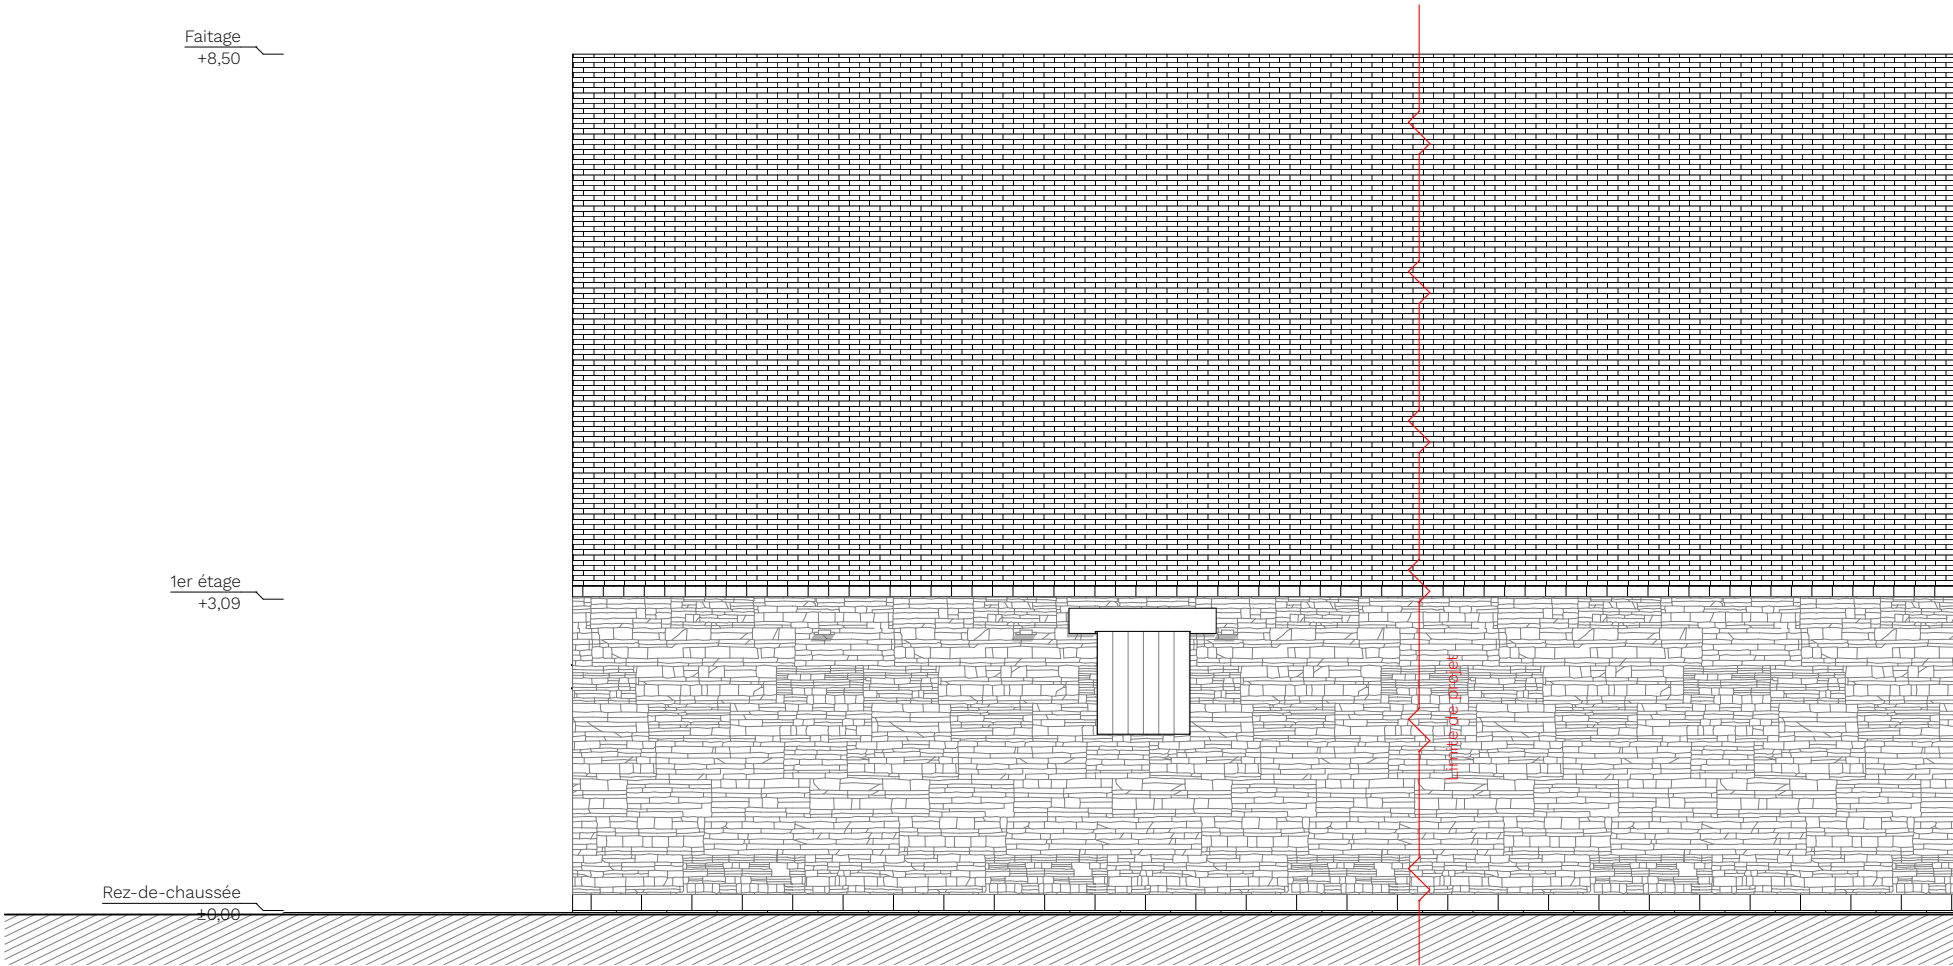 Faitage
+8,50
1er étage
+3,09
Limite de projet
Rez-de-chaussée
±0,00